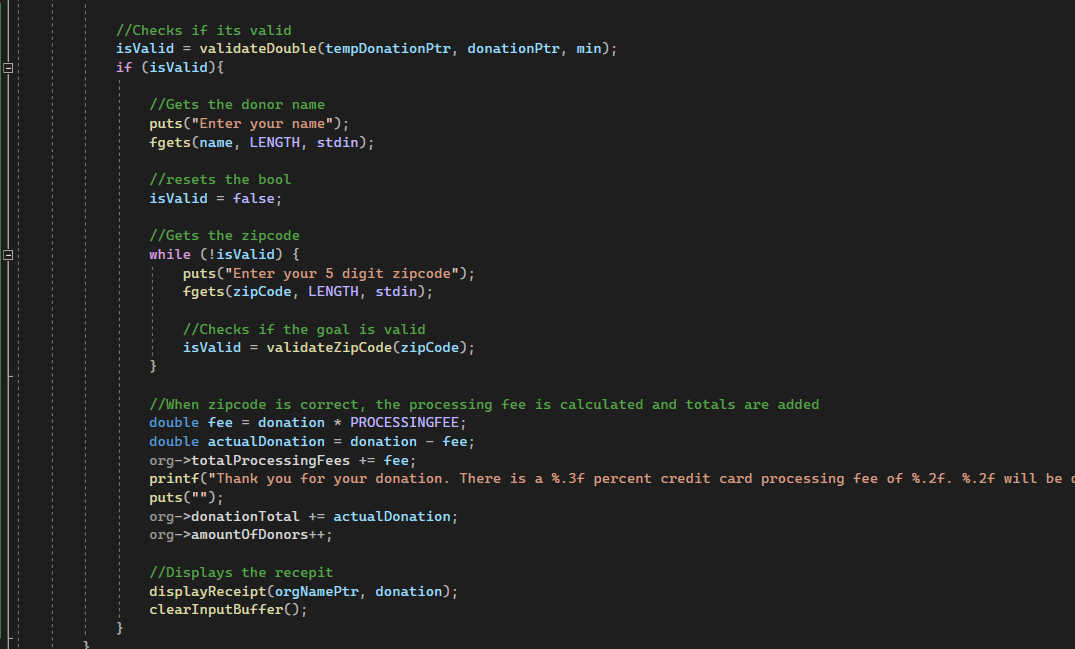 //Checks if its valid
isValid = validateDouble(tempDonationPtr, donationPtr, min);
if (isValid){
//Gets the donor name
puts("Enter your name");
fgets(name, LENGTH, stdin);
//resets the bool
isValid = false;
//Gets the zipcode
while (!isValid) {
puts("Enter your 5 digit zipcode");
fgets(zipCode, LENGTH, stdin);
//Checks if the goal is valid
isValid = validateZipCode(zipCode);
}
//When zipcode is correct, the processing fee is calculated and totals are added
double fee = donation * PROCESSINGFEE;
double actualDonation = donation - fee;
org->totalProcessingFees += fee;
printf("Thank you for your donation. There is a %.3f percent credit card processing fee of %.2f. %.2f will be
puts("");
org->donationTotal += actualDonation;
org->amountOfDonors++;
//Displays the recepit
displayReceipt(orgNamePtr, donation);
clearInputBuffer();
}
}